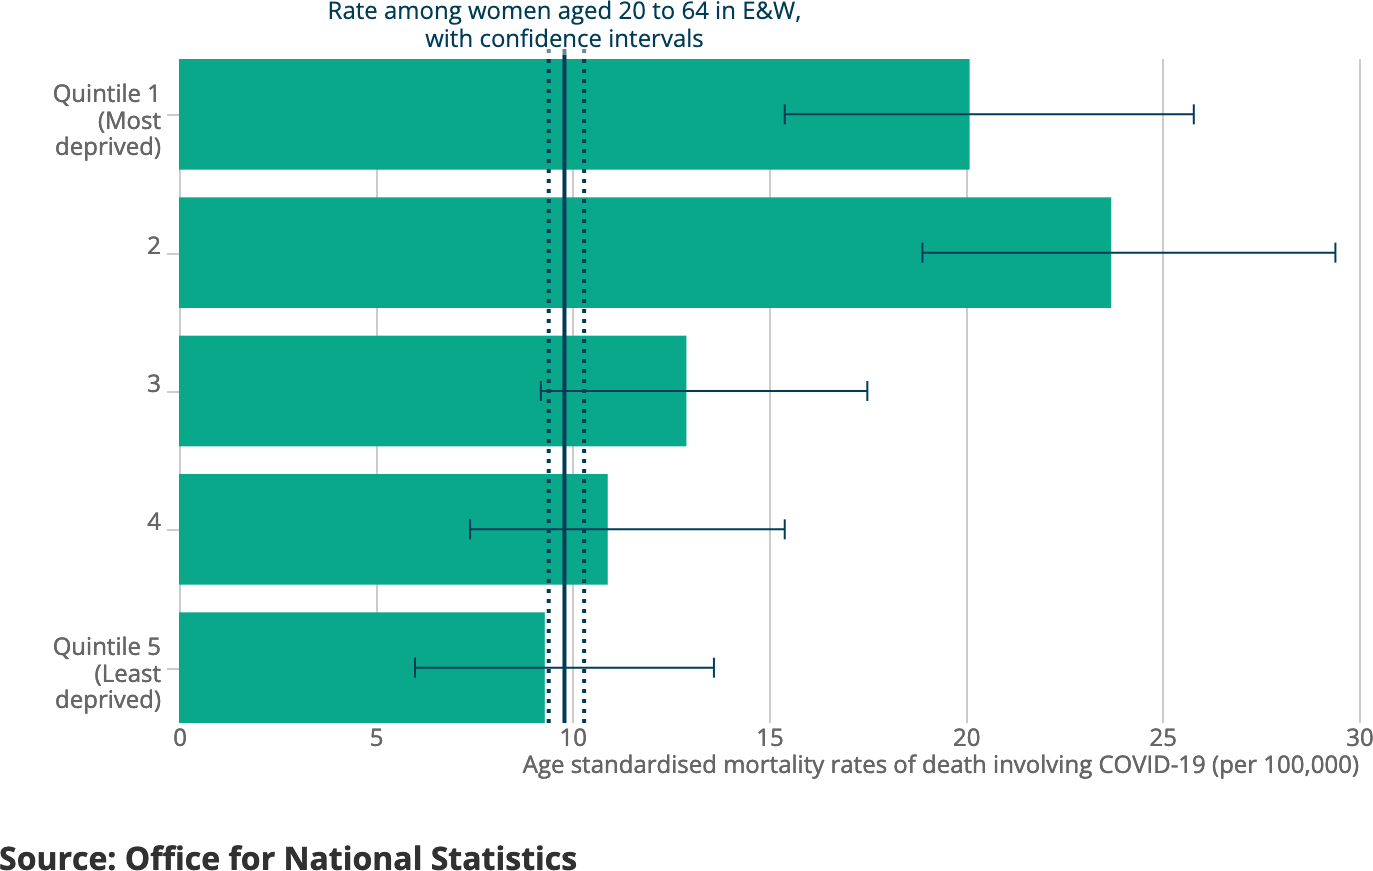 Rate among women aged 20 to 64 in E&W,
with confidence intervals
Quintile 1
(Most
deprived)
2
3
4
Quintile 5
(Least
deprived)
0 5 10 15 20 25 30
Age standardised mortality rates of death involving COVID-19 (per 100,000)
Source: Office for National Statistics